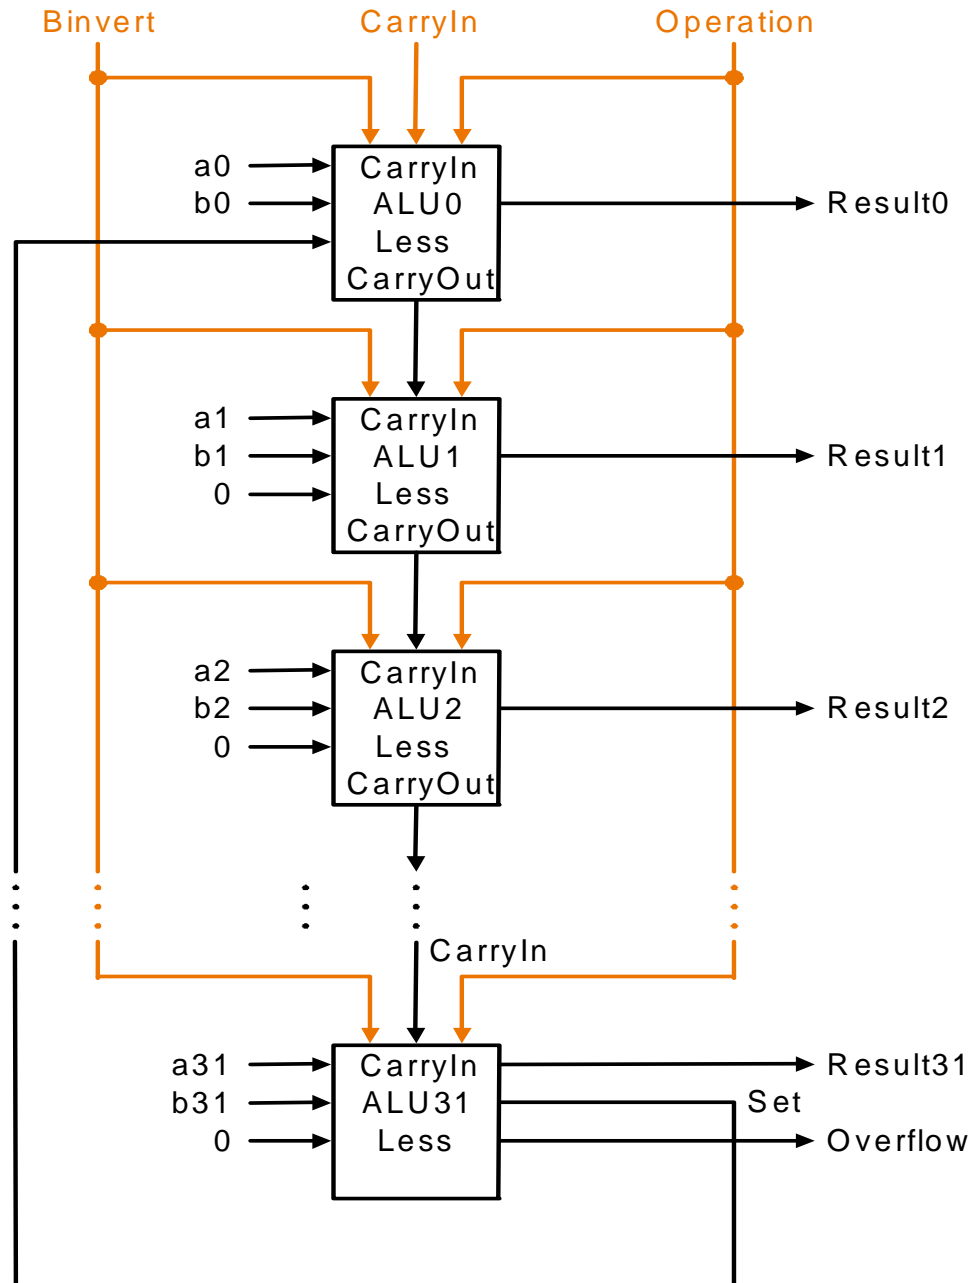 Binvert CarryIn Operation
a0 CarryIn
b0 ALU0 Result0
Less
CarryOut
a1 CarryIn
b1 ALU1 Result1
0 Less
CarryOut
a2 CarryIn
b2 ALU2 Result2
0 Less
CarryOut
CarryIn
a31 CarryIn Result31
b31 ALU31 Set
0 Less Overflow